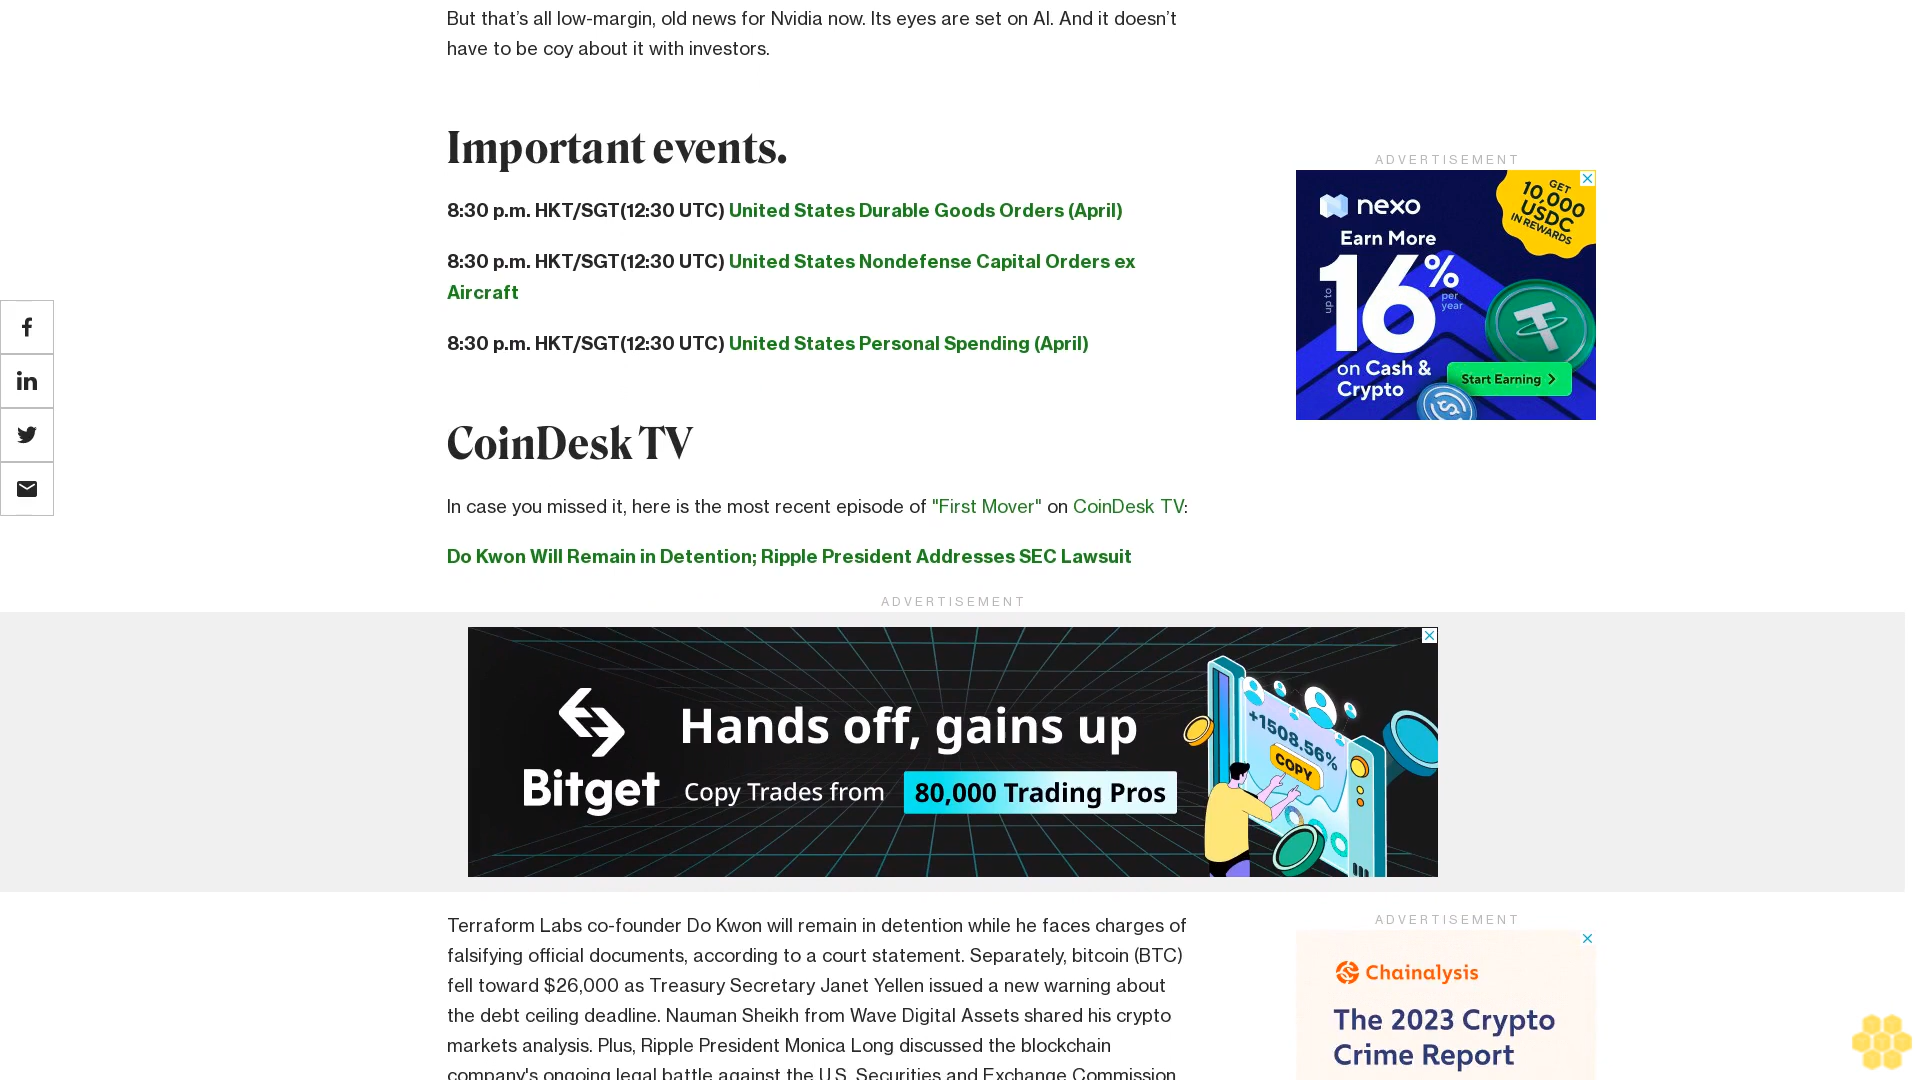 But that’s all low-margin, old news for Nvidia now. Its eyes are set on AI. And it doesn’t
have to be coy about it with investors.
Important events.
8:30 p.m. HKT/SGT(12:30 UTC) United States Durable Goods Orders (April)
8:30 p.m. HKT/SGT(12:30 UTC) United States Nondefense Capital Orders ex
Aircraft
8:30 p.m. HKT/SGT(12:30 UTC) United States Personal Spending (April)
CoinDesk TV
In case you missed it, here is the most recent episode of "First Mover" on CoinDesk TV:
Do Kwon Will Remain in Detention; Ripple President Addresses SEC Lawsuit
ADVERTISEMENT
nexo
GET
10,000
USDC
IN REWARDS
Earn More
up to
16%
per
year
on Cash &
Crypto
Start Earning
ADVERTISEMENT
Bitget
Hands off, gains up
Copy Trades from 80,000 Trading Pros
+1508.56%
COPY
Terraform Labs co-founder Do Kwon will remain in detention while he faces charges of
falsifying official documents, according to a court statement. Separately, bitcoin (BTC)
fell toward $26,000 as Treasury Secretary Janet Yellen issued a new warning about
the debt ceiling deadline. Nauman Sheikh from Wave Digital Assets shared his crypto
markets analysis. Plus, Ripple President Monica Long discussed the blockchain
company's ongoing legal battle against the U.S. Securities and Exchange Commission
ADVERTISEMENT
Chainalysis
The 2023 Crypto
Crime Report